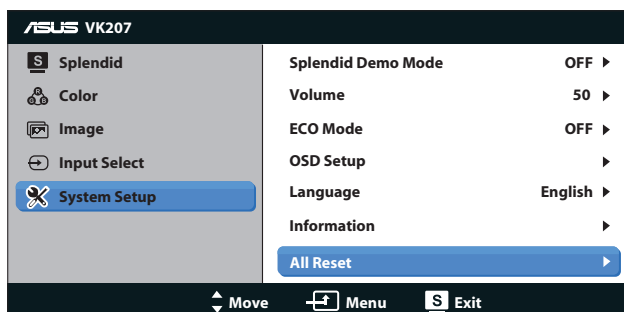 ASUS VK207
S Splendid
Color
Image
Input Select
System Setup
Splendid Demo Mode OFF
Volume 50
ECO Mode OFF
OSD Setup
Language English
Information
All Reset
Move Menu S Exit